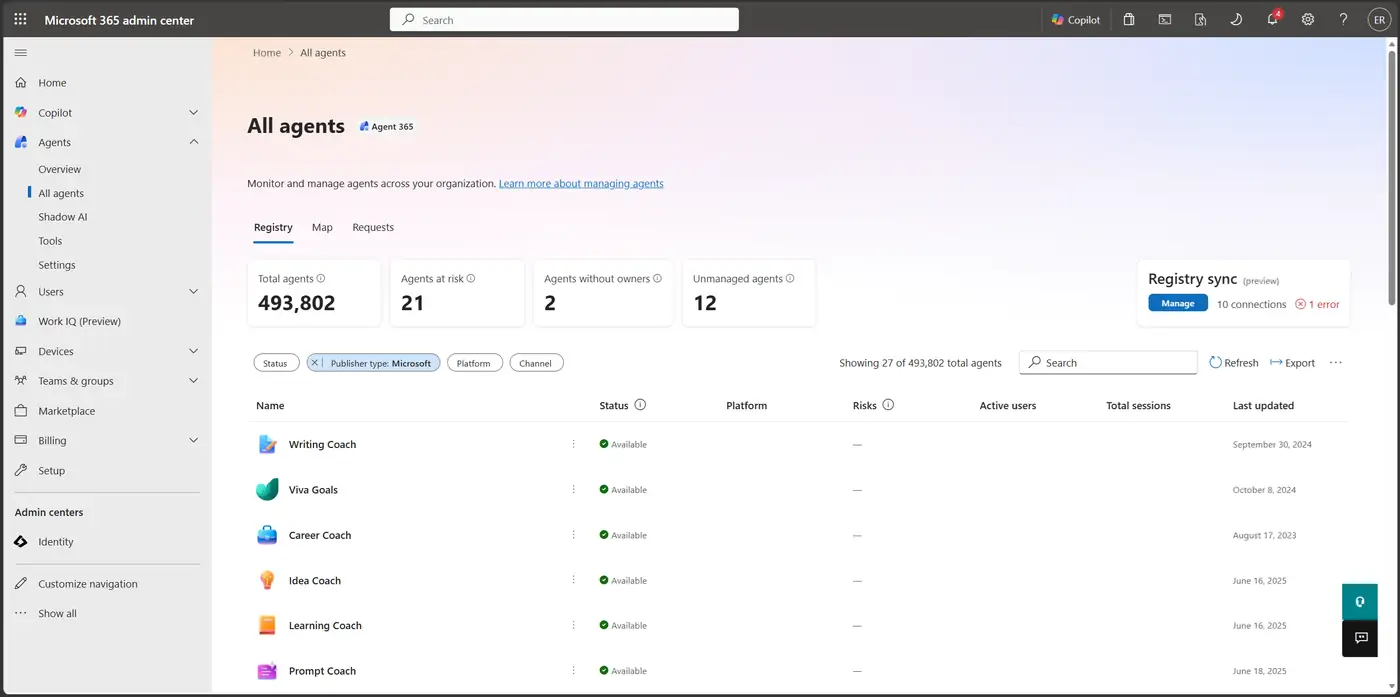 Microsoft 365 admin center
Search
Copilot
4
ER
Home
Copilot
Agents
Overview
All agents
Shadow AI
Tools
Settings
Users
Work IQ (Preview)
Devices
Teams & groups
Marketplace
Billing
Setup
Admin centers
Identity
Customize navigation
Show all
Home > All agents
All agents
Agent 365
Monitor and manage agents across your organization. Learn more about managing agents
Registry Map Requests
Total agents
493,802
Agents at risk
21
Agents without owners
2
Unmanaged agents
12
Registry sync (preview)
Manage 10 connections 1 error
Status Publisher type: Microsoft Platform Channel
Showing 27 of 493,802 total agents
Search
Refresh
Export
Name Status Platform Risks Active users Total sessions Last updated
Writing Coach Available — September 30, 2024
Viva Goals Available — October 8, 2024
Career Coach Available — August 17, 2023
Idea Coach Available — June 16, 2025
Learning Coach Available — June 16, 2025
Prompt Coach Available — June 18, 2025